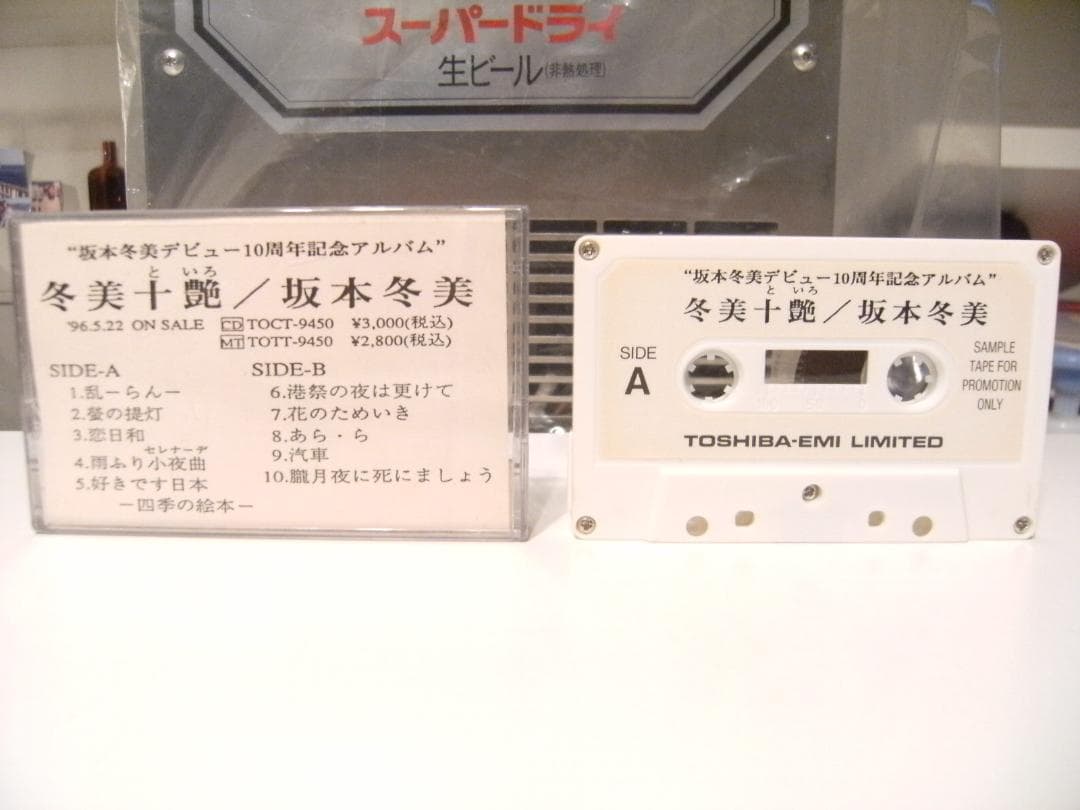 スーパードライ
生ビール(非熱処理)
“坂本冬美デビュー10周年記念アルバム”
と いろ
冬美十艶／坂本冬美
'96.5.22 ON SALE CD TOCT-9450 ¥3,000(税込)
MT TOTT-9450 ¥2,800(税込)
SIDE-A
1.乱ーらんー
2.螢の提灯
3.恋日和
セレナーデ
4.雨ふり小夜曲
5.好きです日本
ー四季の絵本ー
SIDE-B
6.港祭の夜は更けて
7.花のためいき
8.あら・ら
9.汽車
10.朧月夜に死にましょう
“坂本冬美デビュー10周年記念アルバム”
と いろ
冬美十艶／坂本冬美
SIDE
A
SAMPLE
TAPE FOR
PROMOTION
ONLY
TOSHIBA-EMI LIMITED